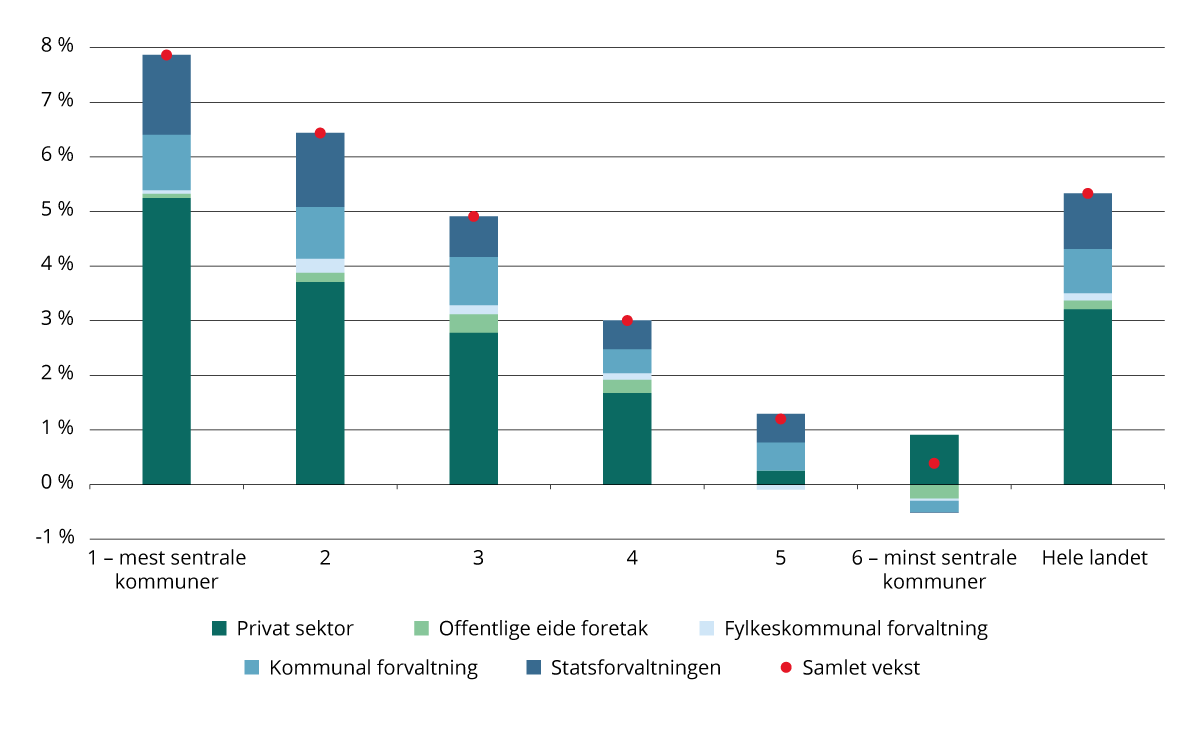 8 %
7 %
6 %
5 %
4 %
3 %
2 %
1 %
0 %
-1 %
1 – mest sentrale
kommuner
2
3
4
5
6 – minst sentrale
kommuner
Hele landet
Privat sektor
Offentlige eide foretak
Fylkeskommunal forvaltning
Kommunal forvaltning
Statsforvaltningen
Samlet vekst